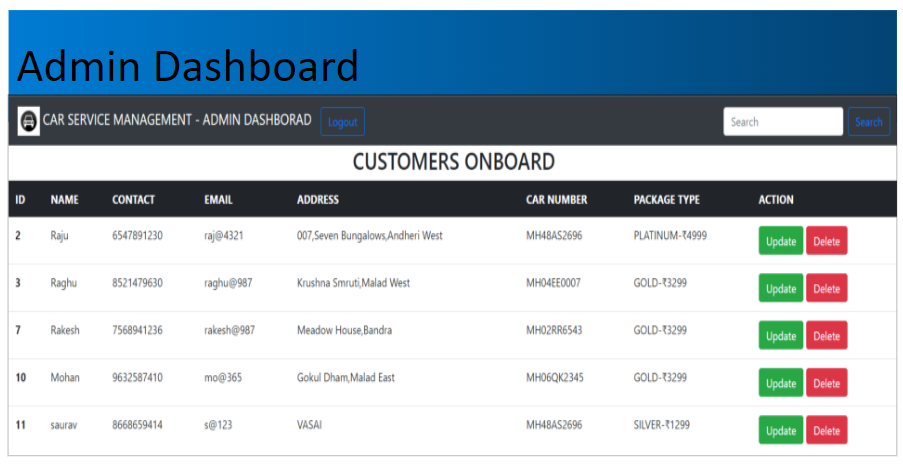 Admin Dashboard
CAR SERVICE MANAGEMENT - ADMIN DASHBORAD Logout Search Search
CUSTOMERS ONBOARD
ID NAME CONTACT EMAIL ADDRESS CAR NUMBER PACKAGE TYPE ACTION
2 Raju 6547891230 raj@4321 007,Seven Bungalows,Andheri West MH48AS2696 PLATINUM-₹4999 Update Delete
3 Raghu 8521479630 raghu@987 Krushna Smruti,Malad West MH04EE0007 GOLD-₹3299 Update Delete
7 Rakesh 7568941236 rakesh@987 Meadow House,Bandra MH02RR6543 GOLD-₹3299 Update Delete
10 Mohan 9632587410 mo@365 Gokul Dham,Malad East MH06QK2345 GOLD-₹3299 Update Delete
11 saurav 8668659414 s@123 VASAI MH48AS2696 SILVER-₹1299 Update Delete